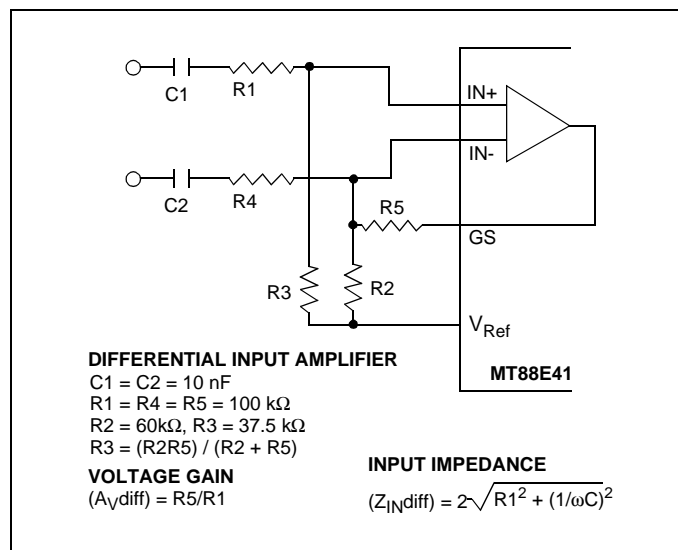 C1
R1
IN+
IN-
C2
R4
R5
GS
R3
R2
VRef
MT88E41
DIFFERENTIAL INPUT AMPLIFIER
C1 = C2 = 10 nF
R1 = R4 = R5 = 100 kΩ
R2 = 60kΩ, R3 = 37.5 kΩ
R3 = (R2R5) / (R2 + R5)
VOLTAGE GAIN
(AVdiff) = R5/R1
INPUT IMPEDANCE
(ZINdiff) = 2√R1² + (1/ωC)²